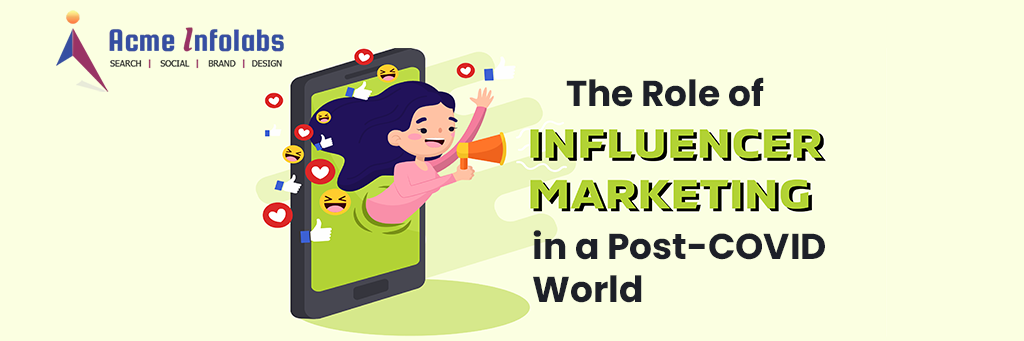 Acme Infolabs
SEARCH | SOCIAL | BRAND | DESIGN
The Role of
INFLUENCER
MARKETING
in a Post-COVID
World